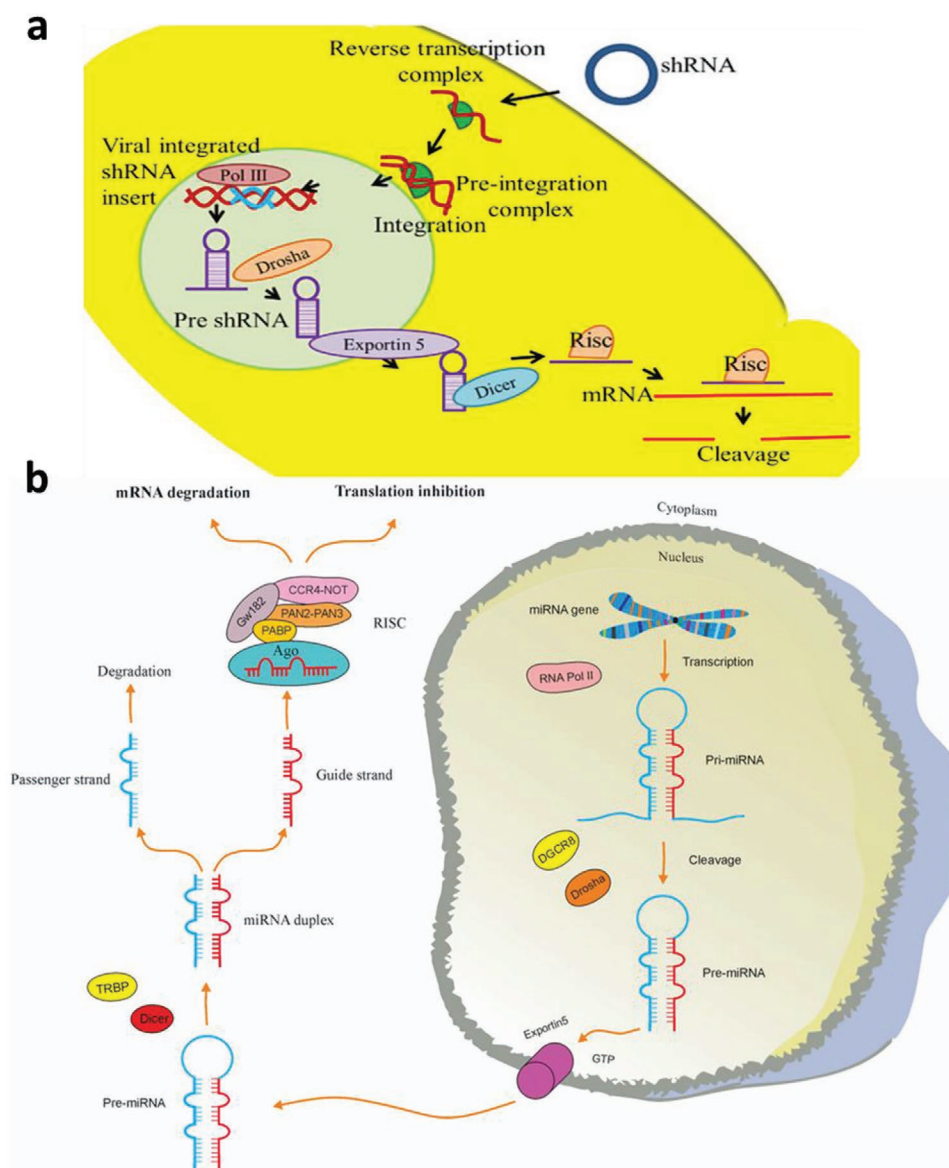 a
Reverse transcription
complex
shRNA
Viral integrated
shRNA
insert
Pol III
Pre-integration
complex
Integration
Drosha
Pre shRNA
Exportin 5
Dicer
Risc
mRNA
Risc
Cleavage
b
mRNA degradation
Translation inhibition
Cytoplasm
Nucleus
CCR4-NOT
Gw182
PAN2-PAN3
PABP
RISC
Ago
miRNA gene
Transcription
RNA Pol II
Degradation
Passenger strand
Guide strand
Pri-miRNA
DGCR8
Cleavage
Drosha
miRNA duplex
Pre-miRNA
TRBP
Dicer
Exportin5
GTP
Pre-miRNA